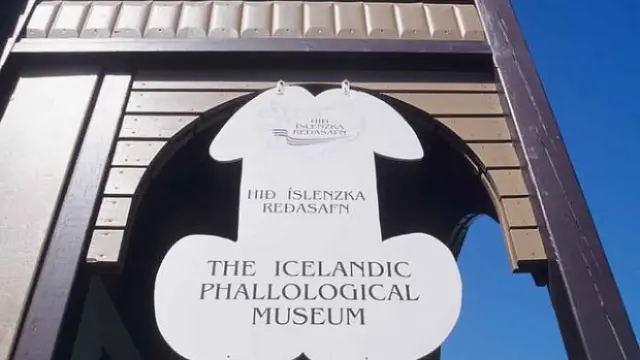 HIÐ
ÍSLENZKA
REÐASAFN
HIÐ ÍSLENZKA
REÐASAFN
THE ICELANDIC
PHALLOLOGICAL
MUSEUM